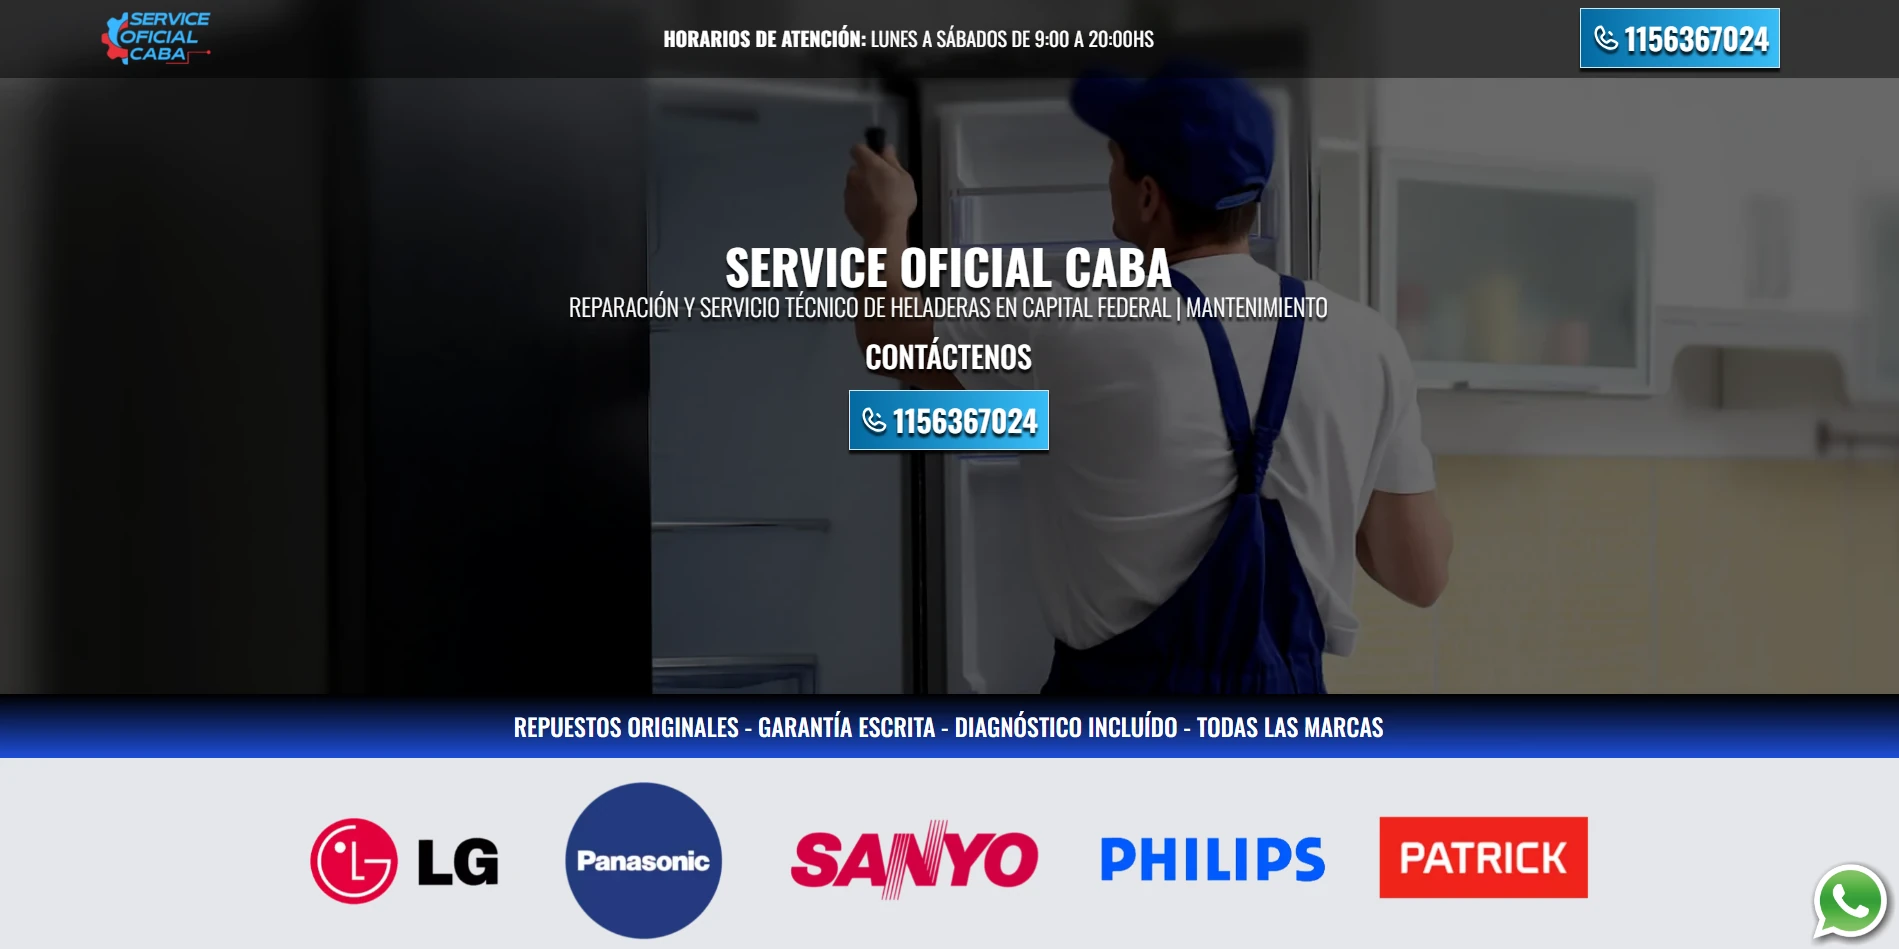 SERVICE
OFICIAL
CABA
HORARIOS DE ATENCIÓN: LUNES A SÁBADOS DE 9:00 A 20:00HS
1156367024
SERVICE OFICIAL CABA
REPARACIÓN Y SERVICIO TÉCNICO DE HELADERAS EN CAPITAL FEDERAL | MANTENIMIENTO
CONTÁCTENOS
1156367024
REPUESTOS ORIGINALES - GARANTÍA ESCRITA - DIAGNÓSTICO INCLUÍDO - TODAS LAS MARCAS
LG
Panasonic
SANYO
PHILIPS
PATRICK